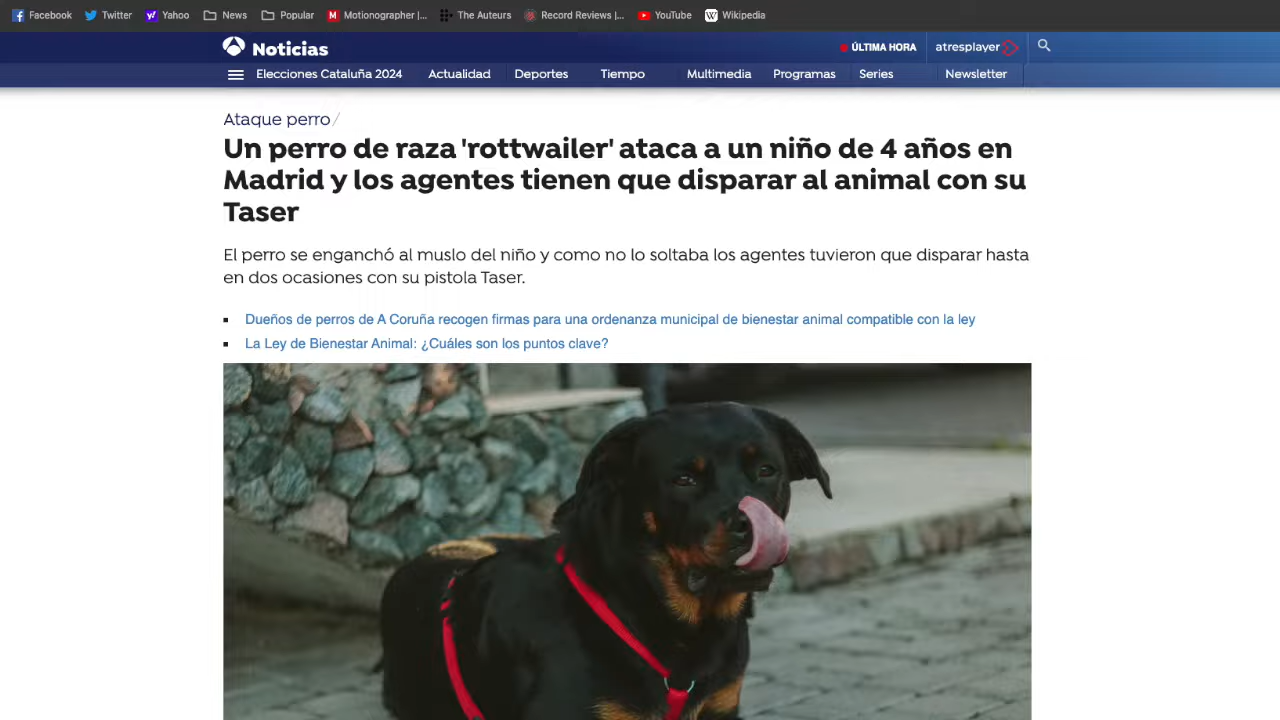 Facebook Twitter Yahoo News Popular Motionographer |... The Auteurs Record Reviews |... YouTube Wikipedia
Noticias ÚLTIMA HORA atresplayer
Elecciones Cataluña 2024 Actualidad Deportes Tiempo Multimedia Programas Series Newsletter
Ataque perro/
Un perro de raza 'rottwailer' ataca a un niño de 4 años en
Madrid y los agentes tienen que disparar al animal con su
Taser
El perro se enganchó al muslo del niño y como no lo soltaba los agentes tuvieron que disparar hasta
en dos ocasiones con su pistola Taser.
Dueños de perros de A Coruña recogen firmas para una ordenanza municipal de bienestar animal compatible con la ley
La Ley de Bienestar Animal: ¿Cuáles son los puntos clave?